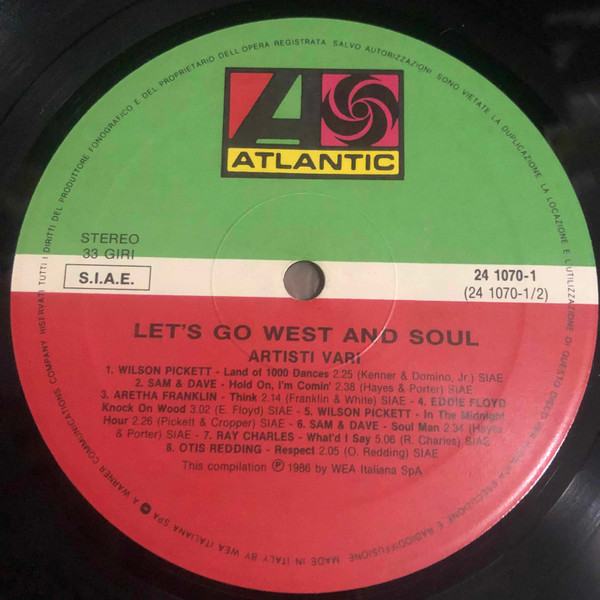 DI QUESTO DISCO PER PUBBLICA ESECUZIONE E RADIODIFFUSIONE MADE IN ITALY BY WEA ITALIANA SPA - A WARNER COMMUNICATIONS COMPANY RISERVATI TUTTI I DIRITTI DEL PRODUTTORE FONOGRAFICO E DEL PROPRIETARIO DELL'OPERA REGISTRATA SALVO AUTORIZZAZIONI SONO VIETATE LA DUPLICAZIONE, LA LOCAZIONE E L'UTILIZZAZIONE
ATLANTIC
STEREO
33 GIRI
S.I.A.E.
24 1070-1
(24 1070-1/2)
LET'S GO WEST AND SOUL
ARTISTI VARI
1. WILSON PICKETT - Land of 1000 Dances 2.25 (Kenner & Domino, Jr.) SIAE
2. SAM & DAVE - Hold On, I'm Comin' 2.38 (Hayes & Porter) SIAE
3. ARETHA FRANKLIN - Think 2.14 (Franklin & White) SIAE - 4. EDDIE FLOYD
Knock On Wood 3.02 (E. Floyd) SIAE - 5. WILSON PICKETT - In The Midnight
Hour 2.26 (Pickett & Cropper) SIAE - 6. SAM & DAVE - Soul Man 2.34 (Hayes
& Porter) SIAE - 7. RAY CHARLES - What'd I Say 5.06 (R. Charles) SIAE
8. OTIS REDDING - Respect 2.05 (O. Redding) SIAE
This compilation ℗ 1986 by WEA Italiana SpA